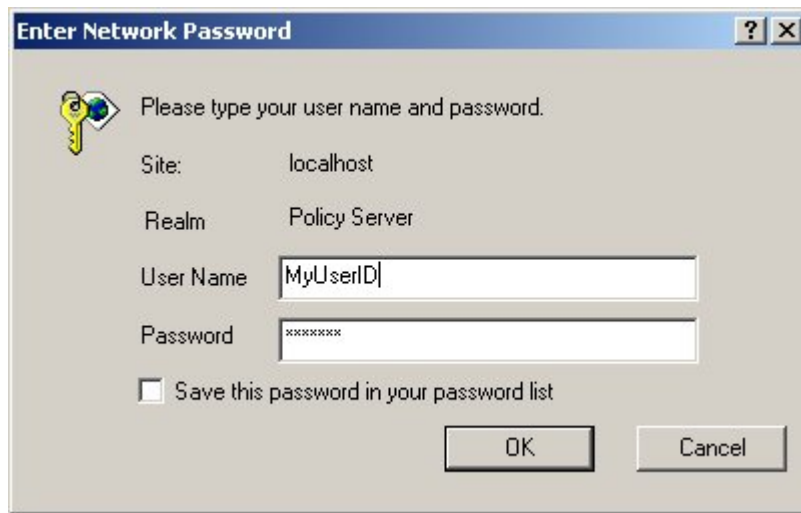 Enter Network Password
Please type your user name and password.
Site: localhost
Realm Policy Server
User Name MyUserID
Password *******
Save this password in your password list
OK Cancel